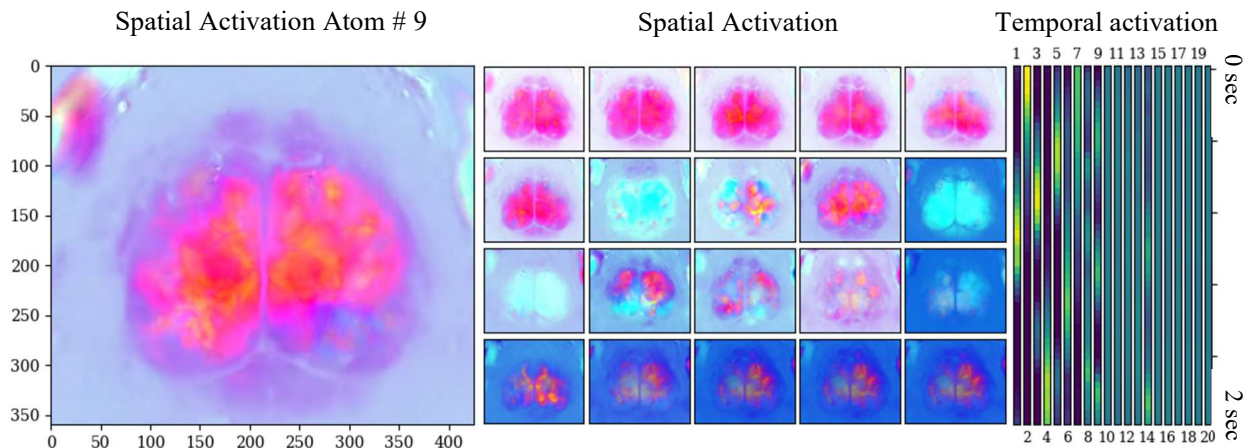 Spatial Activation Atom # 9
Spatial Activation
Temporal activation
1 3 5 7 9 11 13 15 17 19
0
50
100
150
200
250
300
350
0 50 100 150 200 250 300 350 400
0 sec
2 sec
2 4 6 8 10 12 14 16 18 20